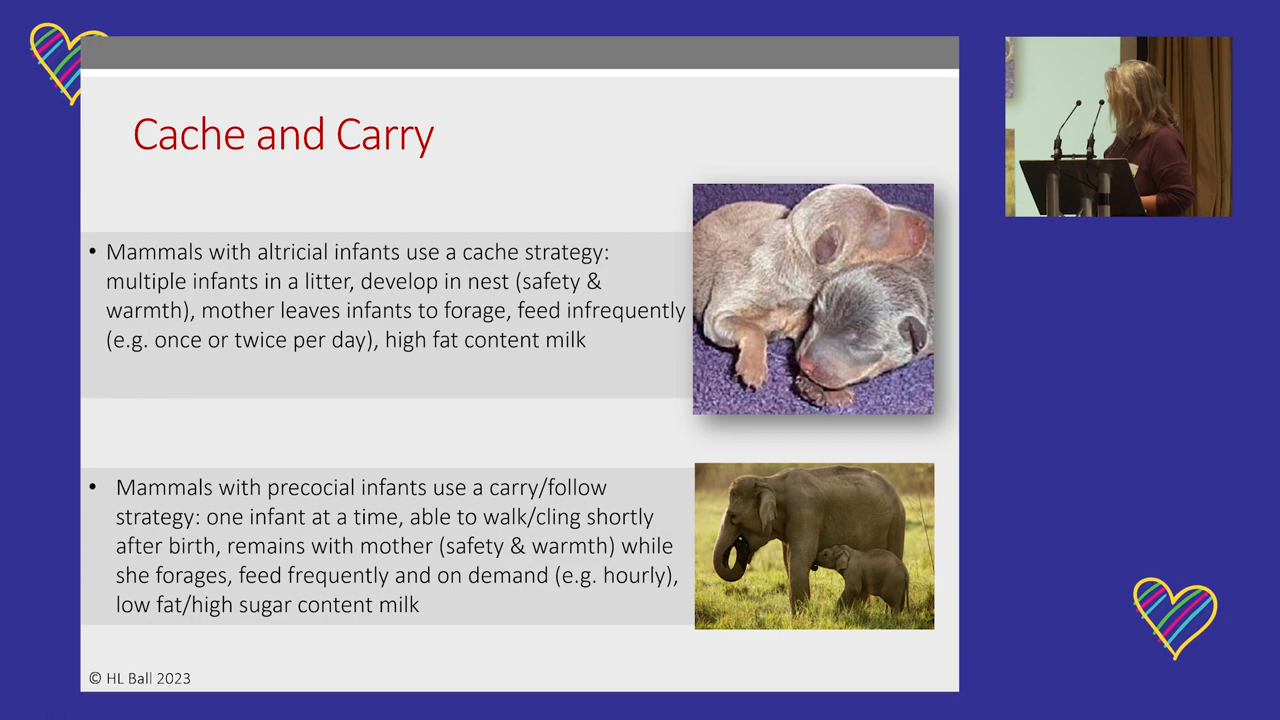 Cache and Carry
• Mammals with altricial infants use a cache strategy:
multiple infants in a litter, develop in nest (safety &
warmth), mother leaves infants to forage, feed infrequently
(e.g. once or twice per day), high fat content milk
• Mammals with precocial infants use a carry/follow
strategy: one infant at a time, able to walk/cling shortly
after birth, remains with mother (safety & warmth) while
she forages, feed frequently and on demand (e.g. hourly),
low fat/high sugar content milk
© HL Ball 2023